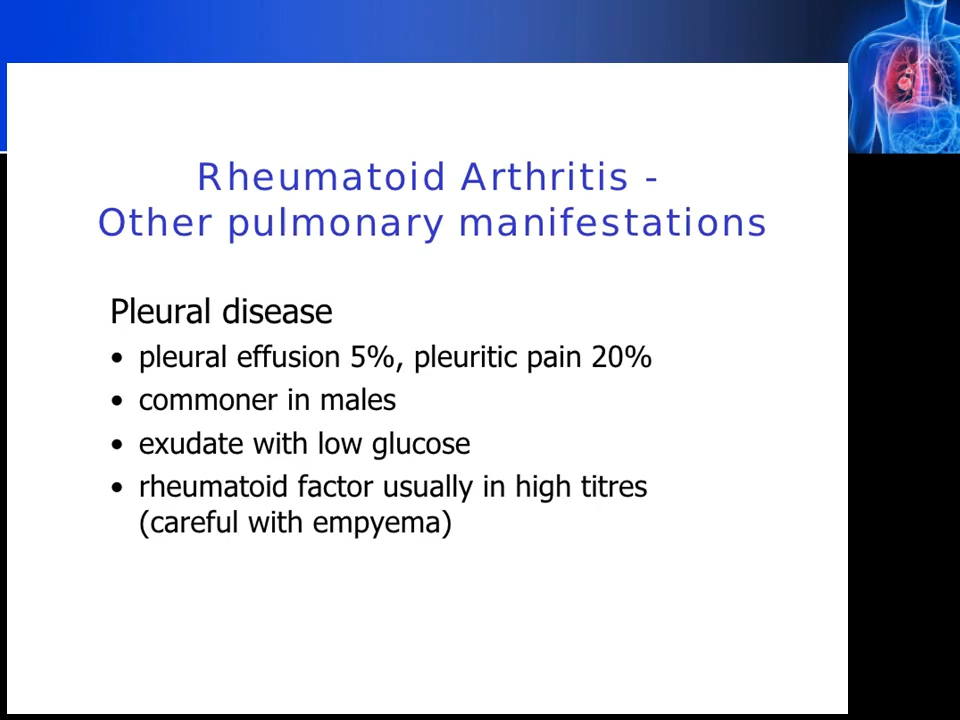 Rheumatoid Arthritis -
Other pulmonary manifestations
Pleural disease
• pleural effusion 5%, pleuritic pain 20%
• commoner in males
• exudate with low glucose
• rheumatoid factor usually in high titres
(careful with empyema)